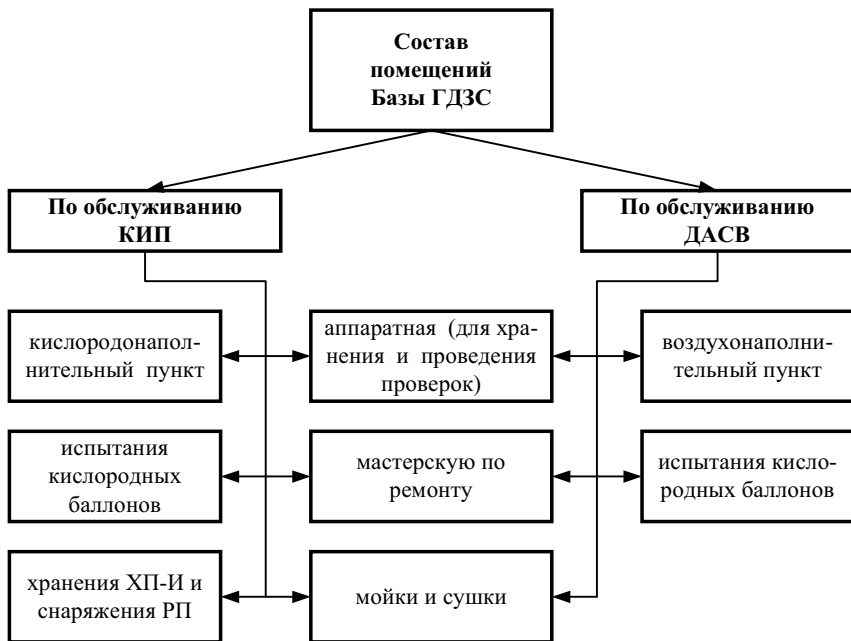 Состав
помещений
Базы ГДЗС
По обслуживанию
КИП
По обслуживанию
ДАСВ
кислородонапол-
нительный пункт
аппаратная (для хра-
нения и проведения
проверок)
воздухонаполни-
тельный пункт
испытания
кислородных
баллонов
мастерскую по
ремонту
испытания кисло-
родных баллонов
хранения ХП-И и
снаряжения РП
мойки и сушки